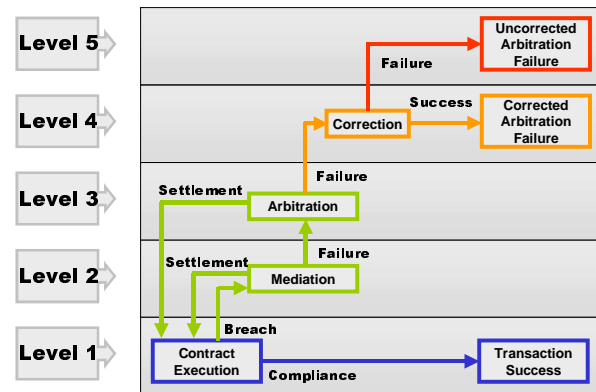 Level 5
Uncorrected
Arbitration
Failure
Failure
Level 4
Success
Correction
Corrected
Arbitration
Failure
Failure
Level 3
Settlement
Arbitration
Failure
Level 2
Settlement
Mediation
Breach
Level 1
Contract
Execution
Compliance
Transaction
Success